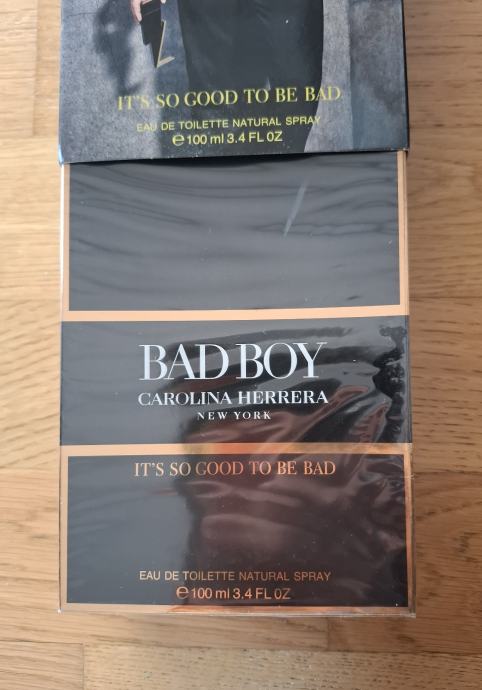 IT'S SO GOOD TO BE BAD
EAU DE TOILETTE NATURAL SPRAY
℮ 100 ml 3.4 FL OZ
BAD BOY
CAROLINA HERRERA
NEW YORK
IT'S SO GOOD TO BE BAD
EAU DE TOILETTE NATURAL SPRAY
℮ 100 ml 3.4 FL OZ